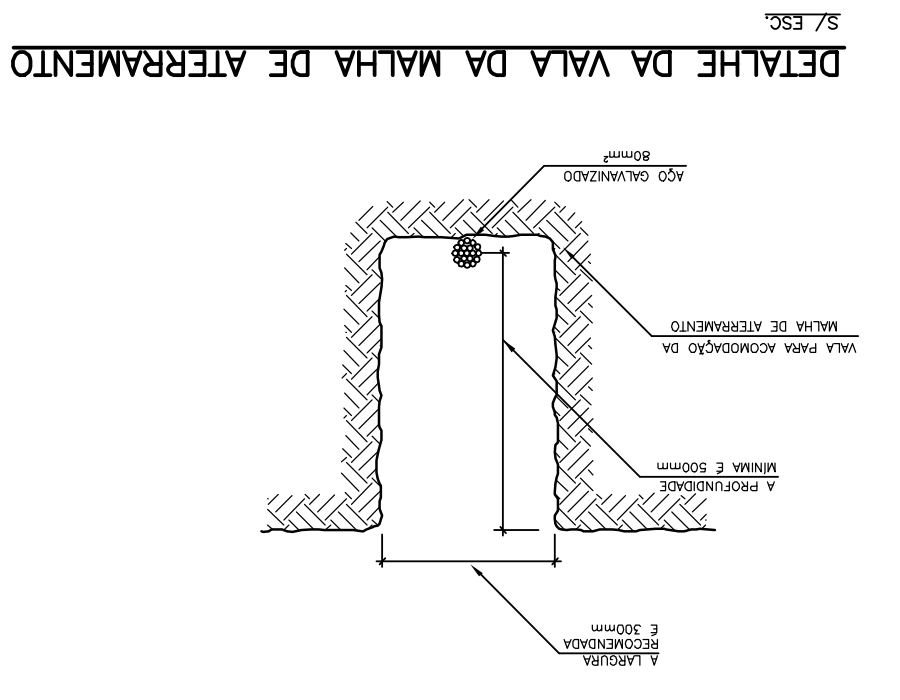 A LARGURA
RECOMENDADA
É 300mm
A PROFUNDIDADE
MÍNIMA É 500mm
VALA PARA ACOMODAÇÃO DA
MALHA DE ATERRAMENTO
AÇO GALVANIZADO
80mm²
DETALHE DA VALA DA MALHA DE ATERRAMENTO
S/ ESC.